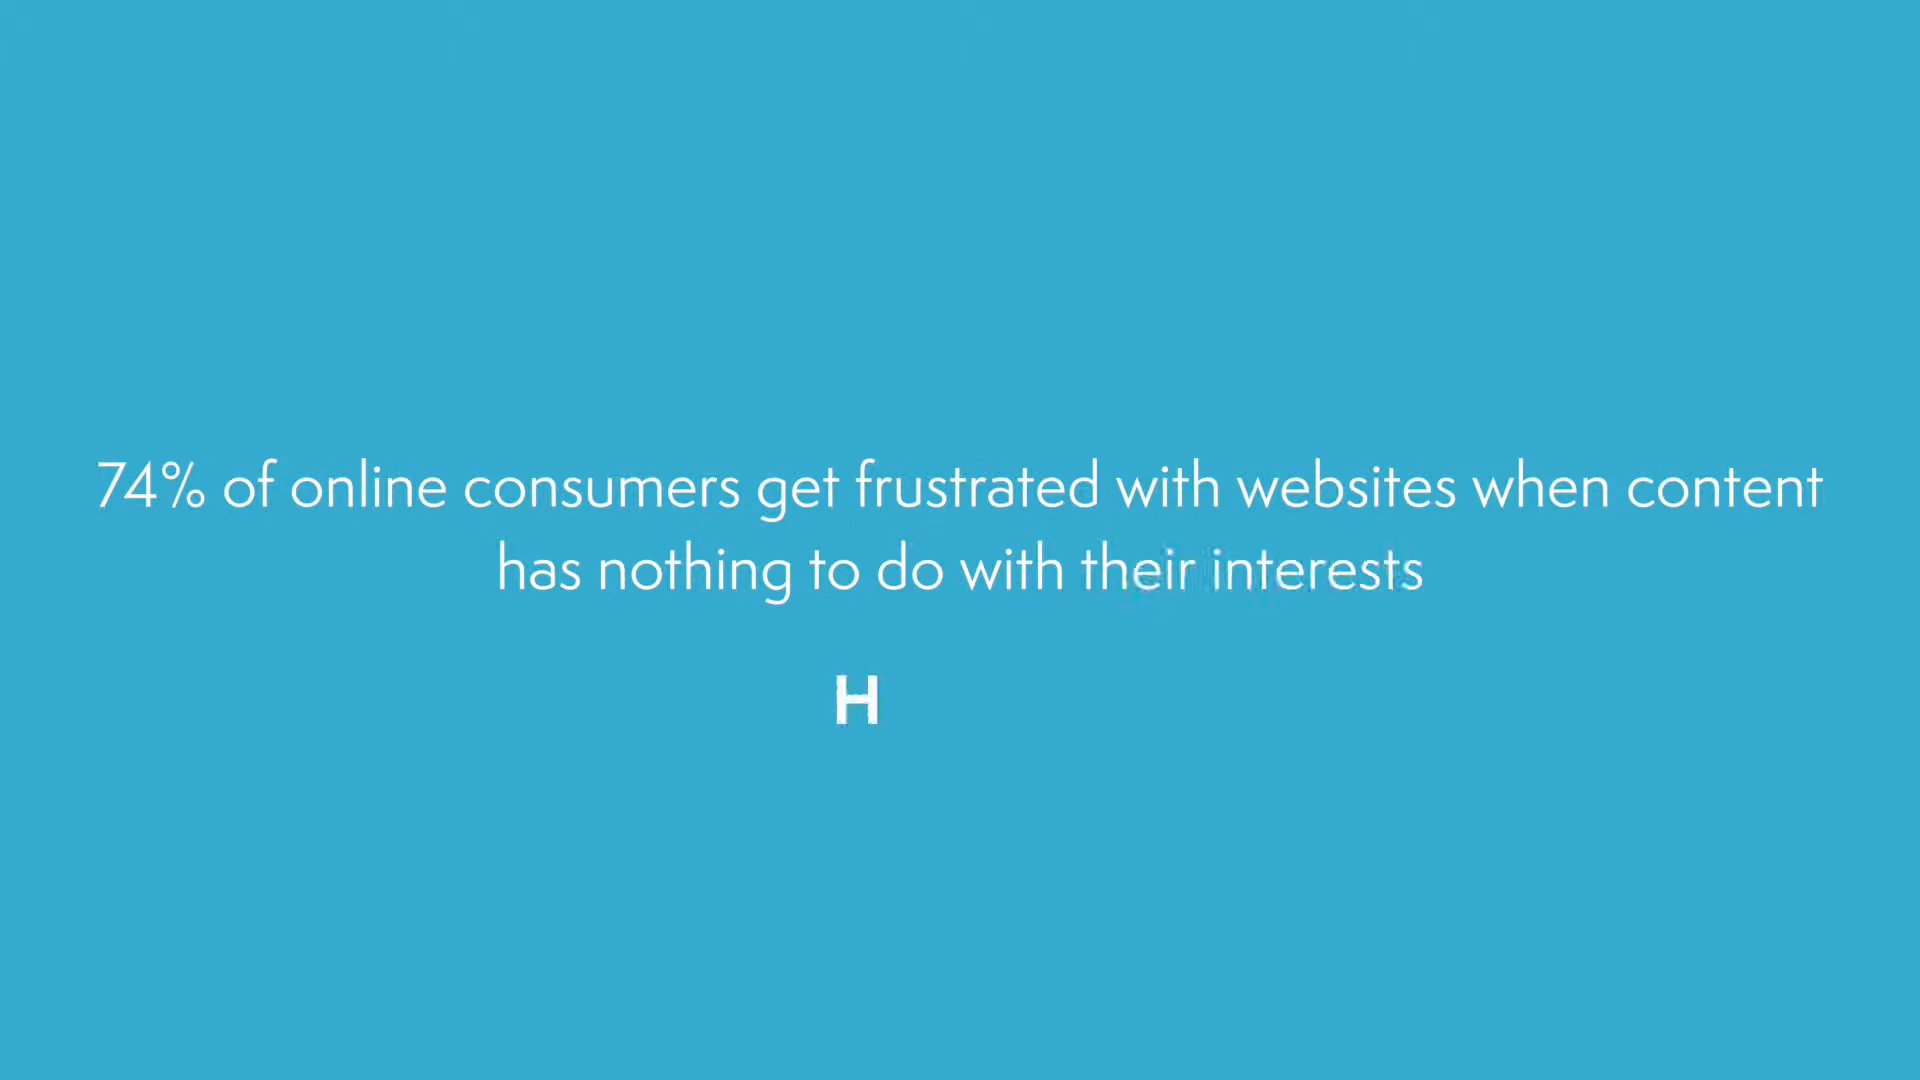 74% of online consumers get frustrated with websites when content
has nothing to do with their interests
H